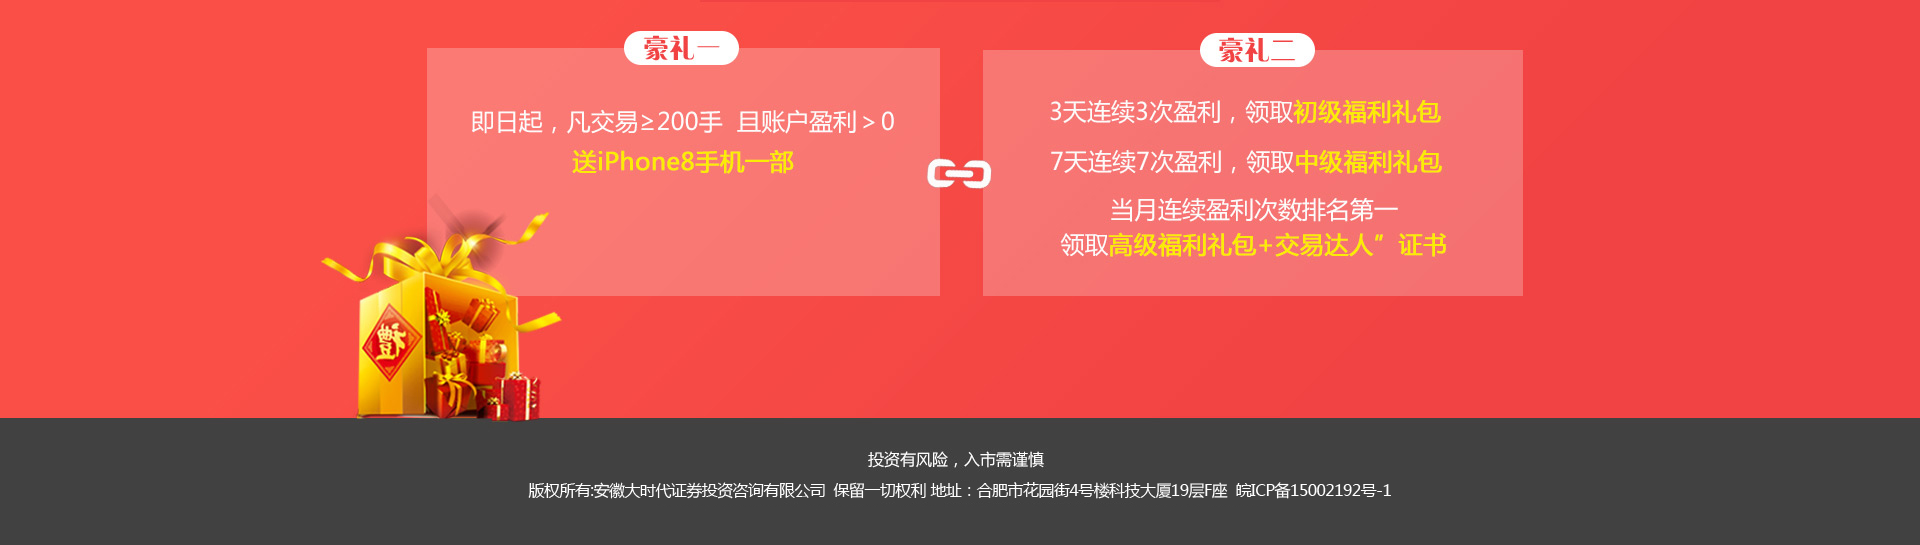 豪礼一
即日起，凡交易≥200手 且账户盈利＞0
送iPhone8手机一部
豪礼二
3天连续3次盈利，领取初级福利礼包
7天连续7次盈利，领取中级福利礼包
当月连续盈利次数排名第一
领取高级福利礼包+交易达人”证书
禮
投资有风险，入市需谨慎
版权所有:安徽大时代证券投资咨询有限公司 保留一切权利 地址：合肥市花园街4号楼科技大厦19层F座 皖ICP备15002192号-1